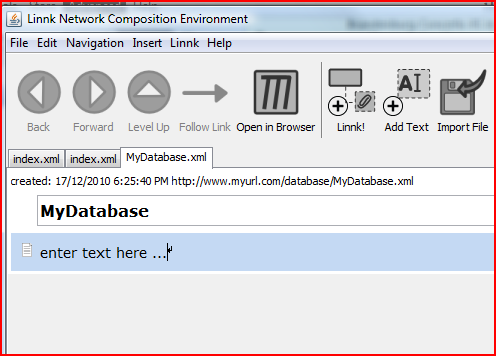 Linnk Network Composition Environment
File Edit Navigation Insert Linnk Help
Back Forward Level Up Follow Link Open in Browser Linnk! Add Text Import File
index.xml index.xml MyDatabase.xml
created: 17/12/2010 6:25:40 PM http://www.myurl.com/database/MyDatabase.xml
MyDatabase
enter text here ...